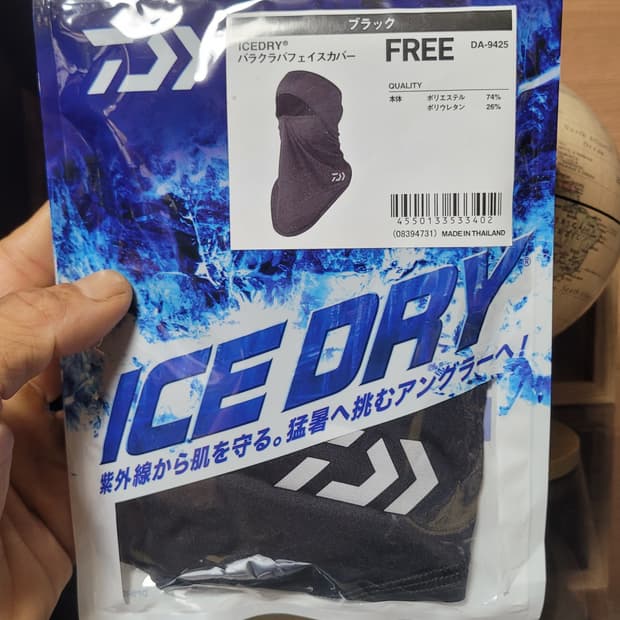 ブラック
ICEDRY®
バラクラバフェイスカバー
FREE
DA-9425
QUALITY
本体 ポリエステル 74%
ポリウレタン 26%
4550133533402
(08394731) MADE IN THAILAND
ICE DRY®
紫外線から肌を守る。猛暑へ挑むアングラーへ!